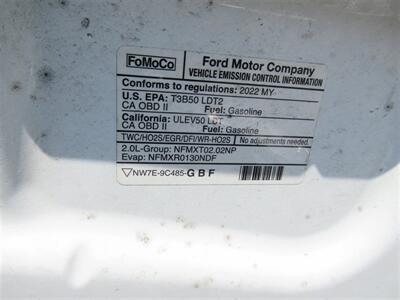 FoMoCo
Ford Motor Company
VEHICLE EMISSION CONTROL INFORMATION
Conforms to regulations: 2022 MY
U.S. EPA: T3B50 LDT2
CA OBD II Fuel: Gasoline
California: ULEV50 LDT
CA OBD II Fuel: Gasoline
TWC/HO2S/EGR/DFI/WR-HO2S No adjustments needed.
2.0L-Group: NFMXT02.02NP
Evap: NFMXR0130NDF
NW7E-9C485-GBF